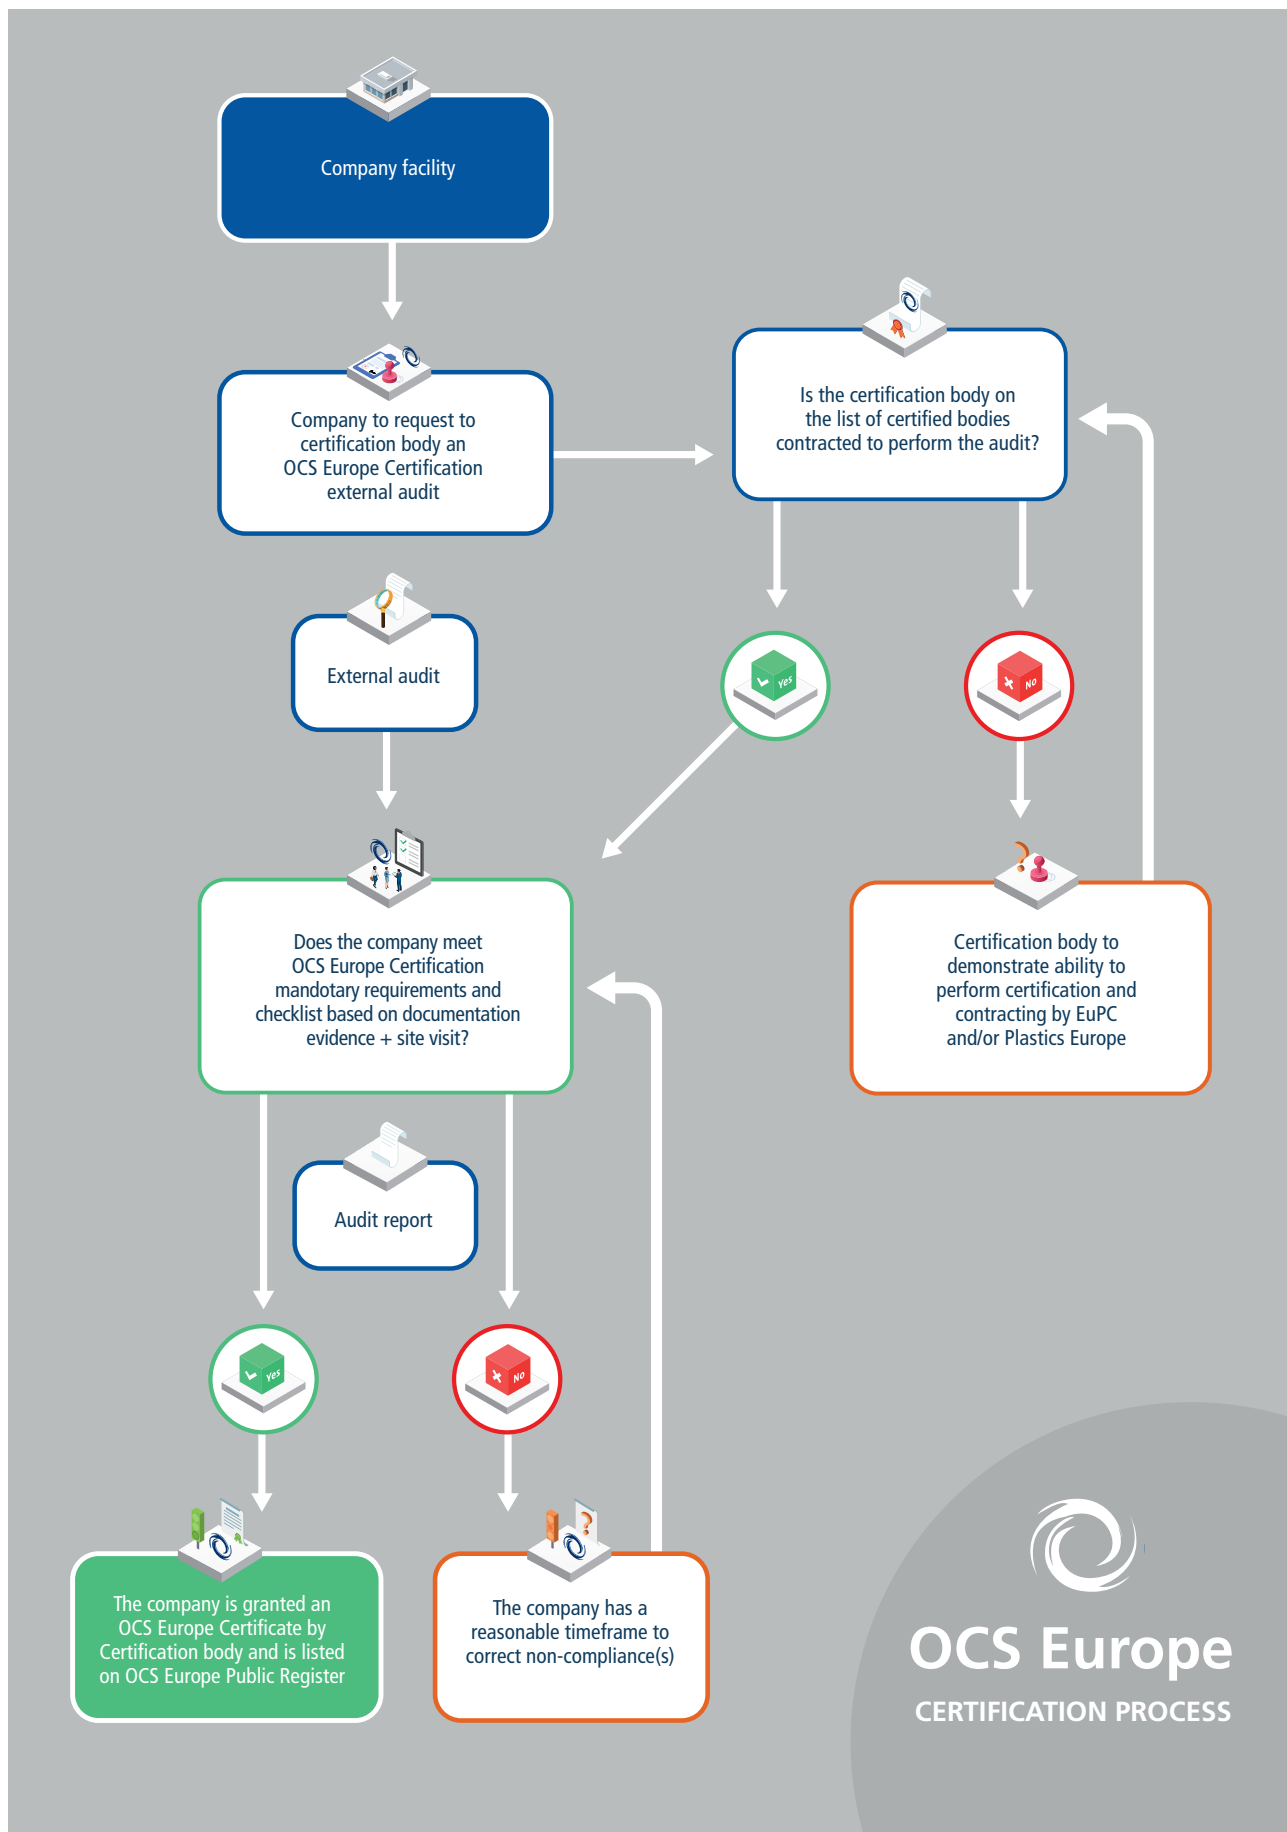 Company facility
Company to request to
certification body an
OCS Europe Certification
external audit
Is the certification body on
the list of certified bodies
contracted to perform the audit?
External audit
Yes
No
Does the company meet
OCS Europe Certification
mandotary requirements and
checklist based on documentation
evidence + site visit?
Certification body to
demonstrate ability to
perform certification and
contracting by EuPC
and/or Plastics Europe
Audit report
Yes
No
The company is granted an
OCS Europe Certificate by
Certification body and is listed
on OCS Europe Public Register
The company has a
reasonable timeframe to
correct non-compliance(s)
OCS Europe
CERTIFICATION PROCESS